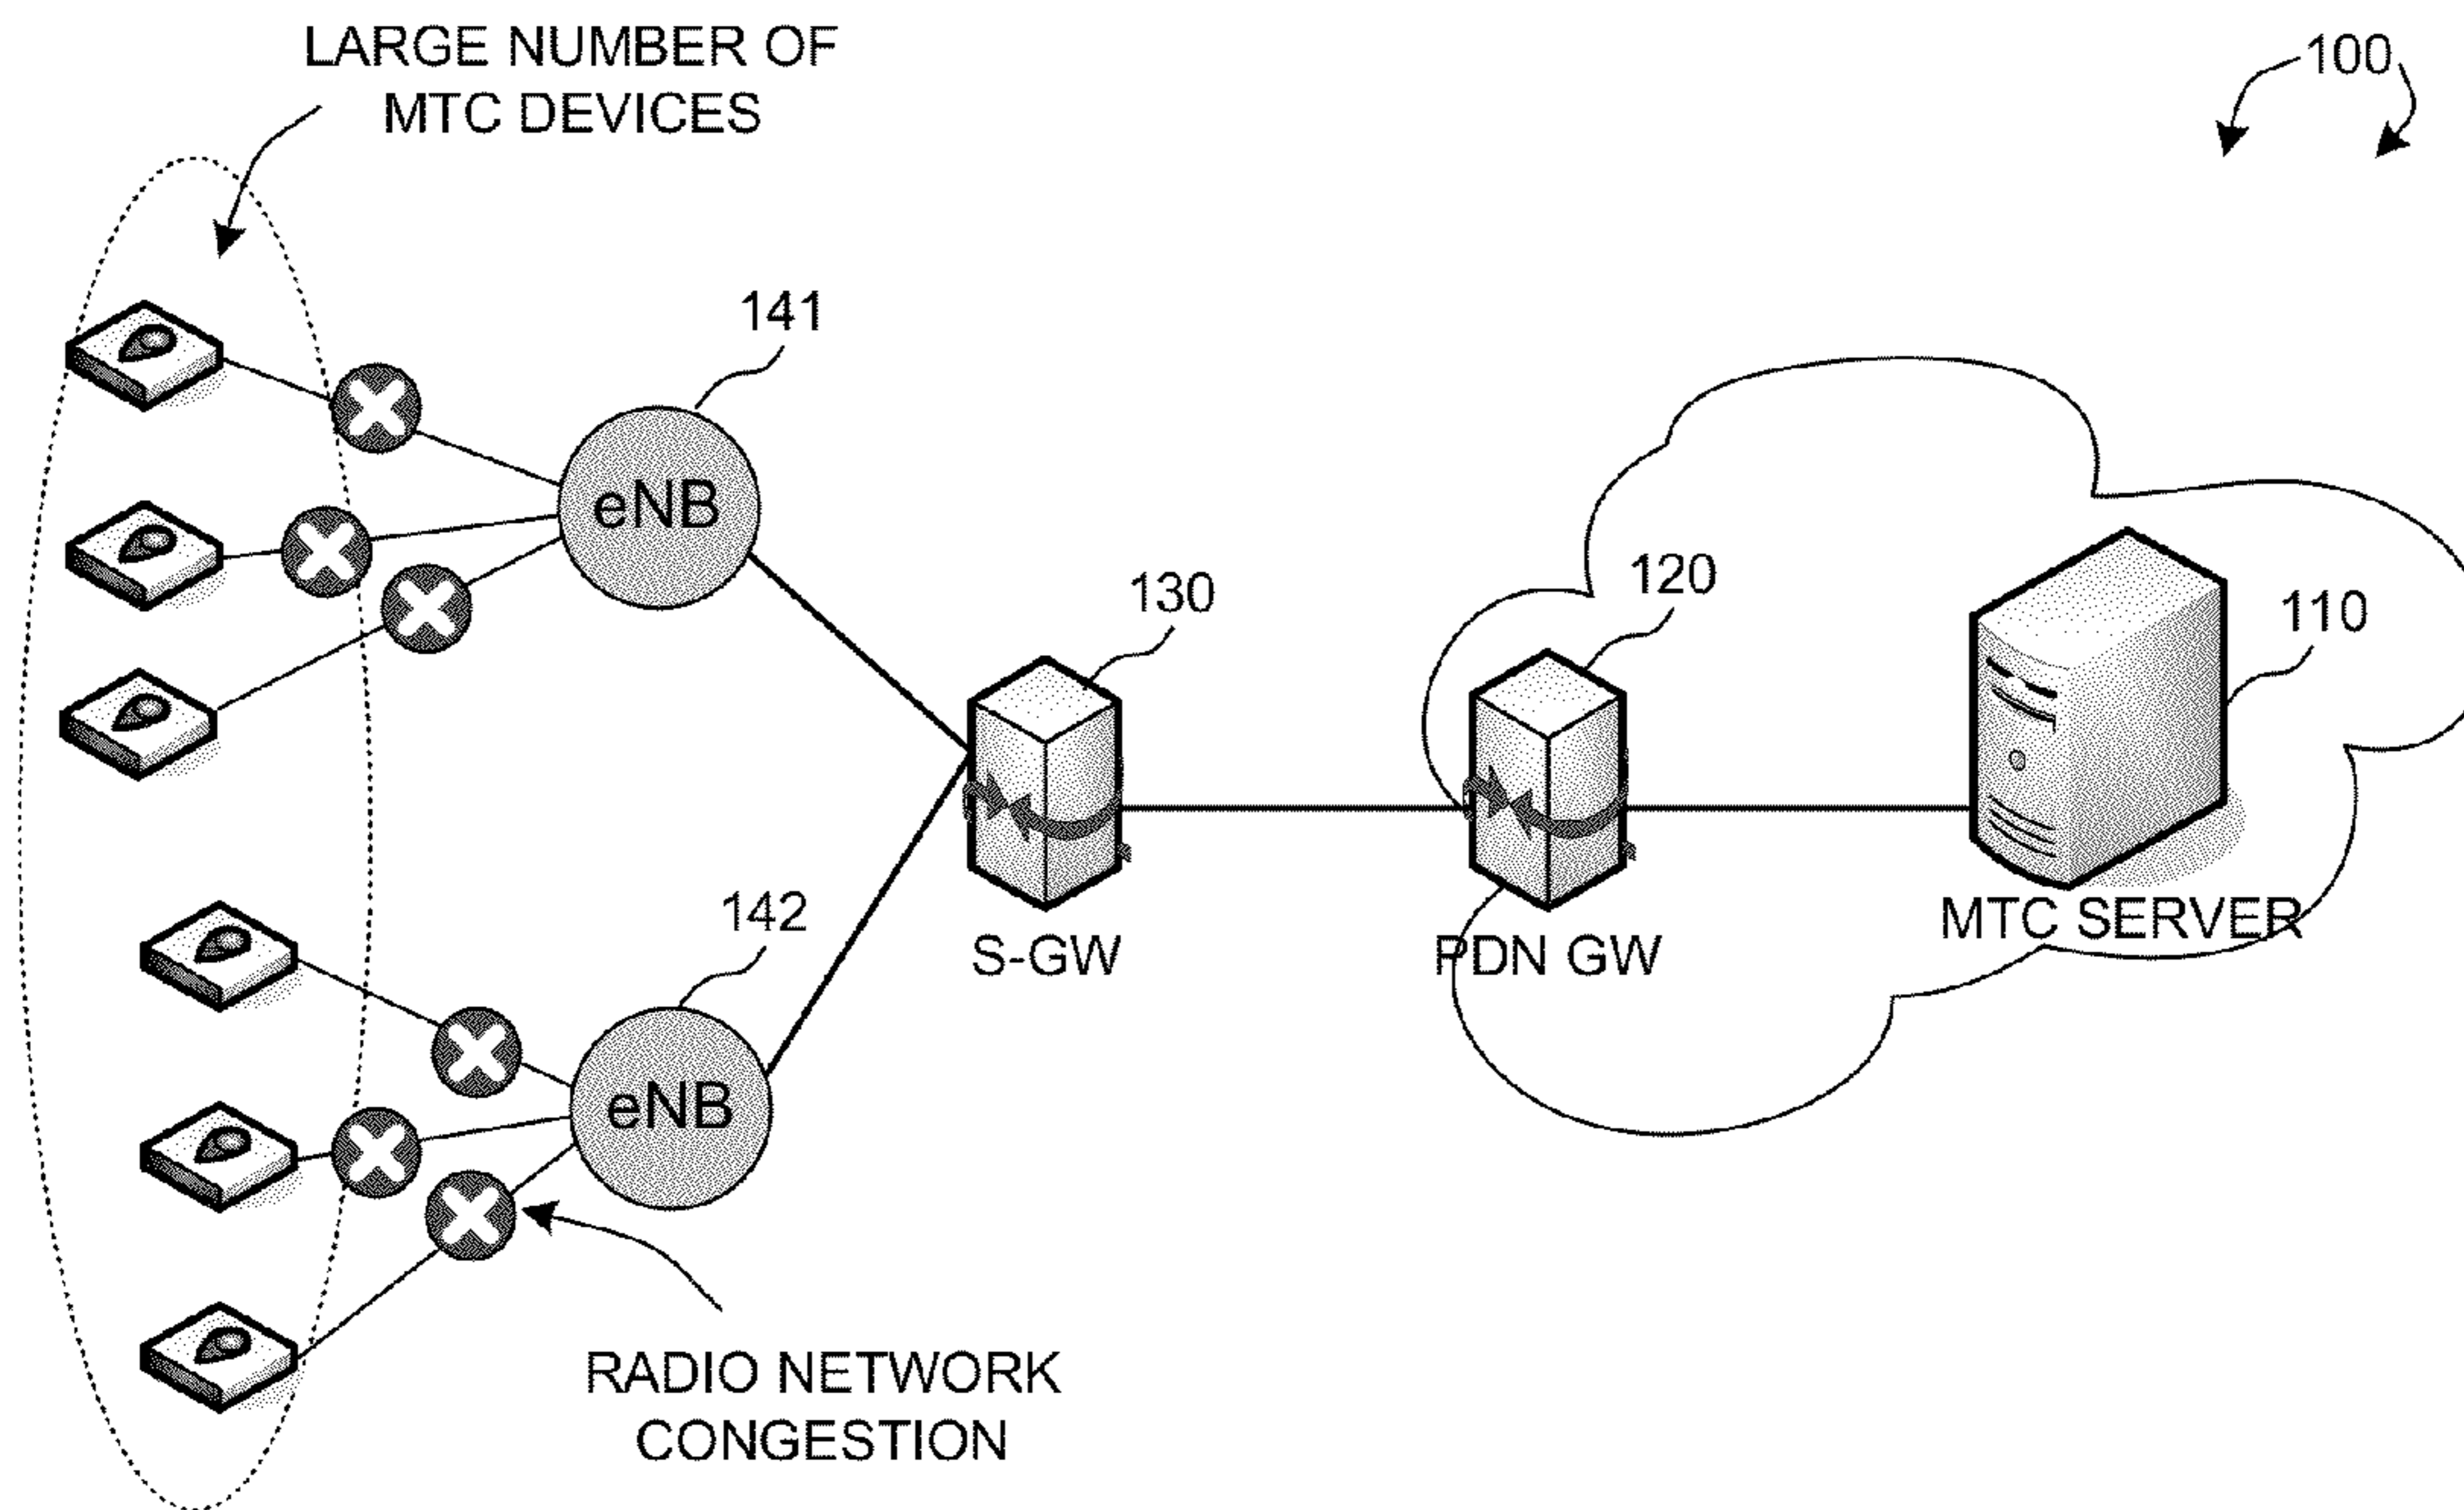 LARGE NUMBER OF
MTC DEVICES
100
141
eNB
130
120
110
142
S-GW
PDN GW
MTC SERVER
eNB
RADIO NETWORK
CONGESTION